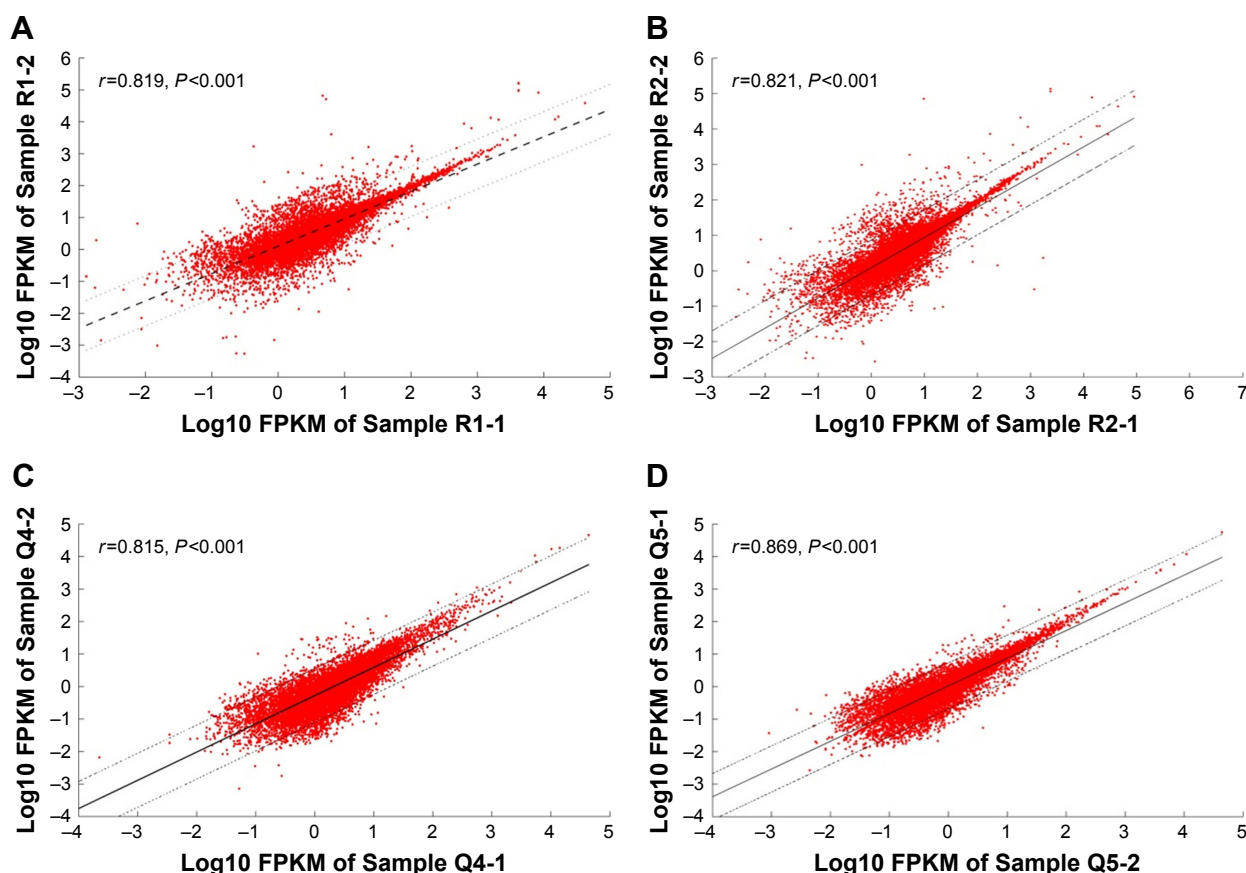 A
Log10 FPKM of Sample R1-2
r=0.819, P<0.001
6
5
4
3
2
1
0
–1
–2
–3
–4
–3 –2 –1 0 1 2 3 4 5
Log10 FPKM of Sample R1-1
B
Log10 FPKM of Sample R2-2
r=0.821, P<0.001
6
5
4
3
2
1
0
–1
–2
–3
–3 –2 –1 0 1 2 3 4 5 6 7
Log10 FPKM of Sample R2-1
C
Log10 FPKM of Sample Q4-2
r=0.815, P<0.001
5
4
3
2
1
0
–1
–2
–3
–4
–4 –3 –2 –1 0 1 2 3 4 5
Log10 FPKM of Sample Q4-1
D
Log10 FPKM of Sample Q5-1
r=0.869, P<0.001
5
4
3
2
1
0
–1
–2
–3
–4
–4 –3 –2 –1 0 1 2 3 4 5
Log10 FPKM of Sample Q5-2